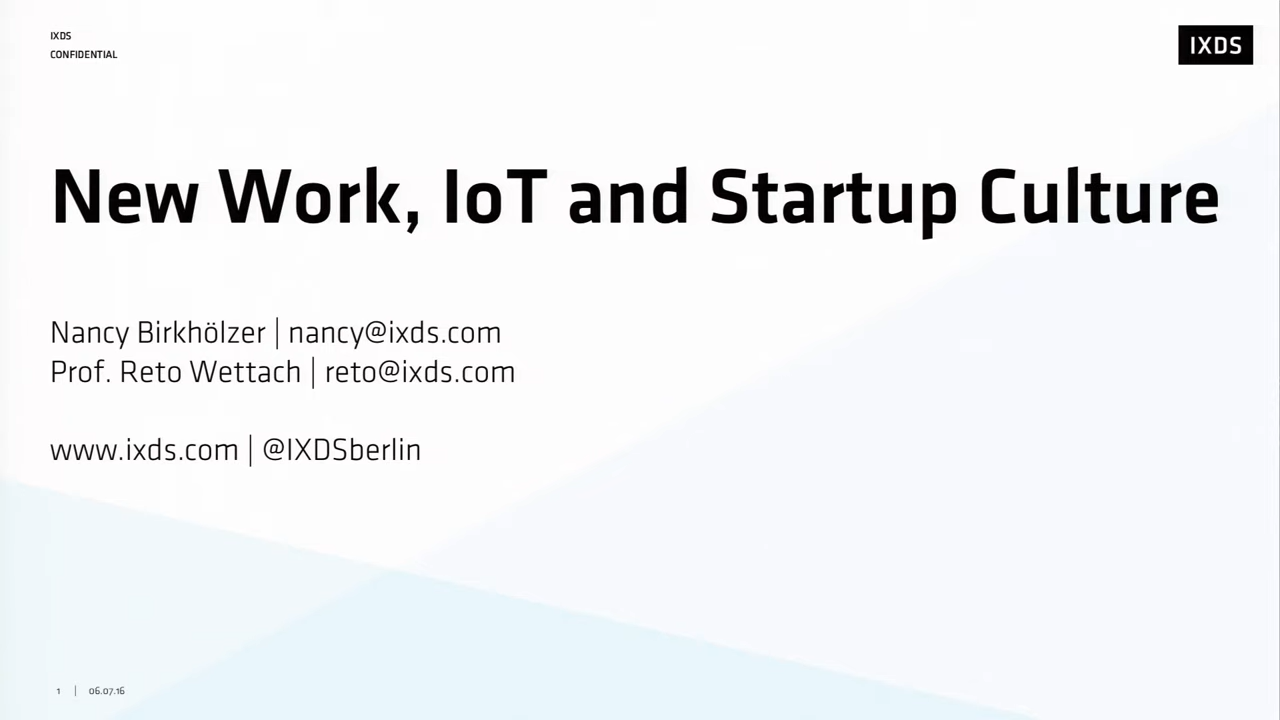 IXDS
CONFIDENTIAL
IXDS
New Work, IoT and Startup Culture
Nancy Birkhölzer | nancy@ixds.com
Prof. Reto Wettach | reto@ixds.com
www.ixds.com | @IXDSberlin
1 | 06.07.16